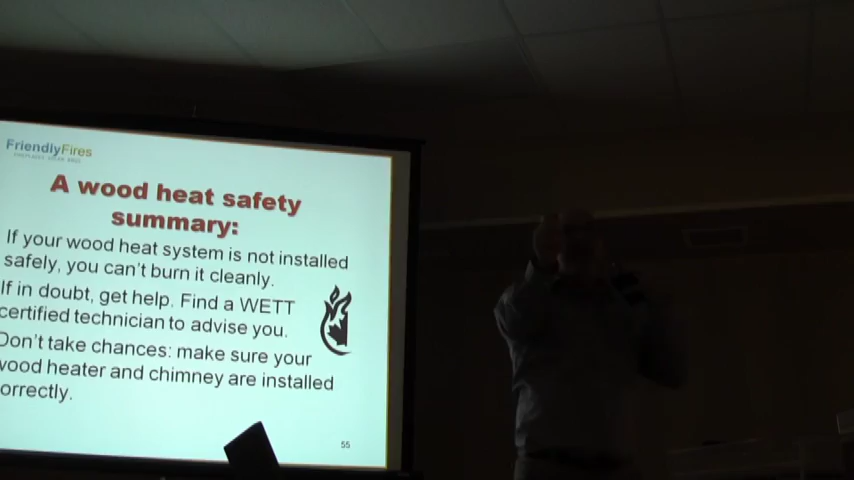 FriendlyFires
A wood heat safety
summary:
If your wood heat system is not installed
safely, you can't burn it cleanly.
If in doubt, get help. Find a WETT
certified technician to advise you.
Don't take chances: make sure your
wood heater and chimney are installed
orrectly.
55